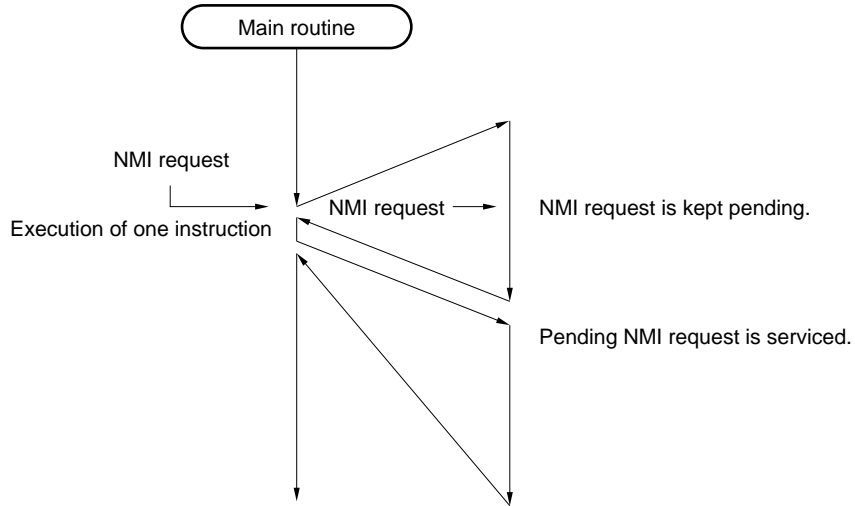 Main routine
NMI request
NMI request
NMI request is kept pending.
Execution of one instruction
Pending NMI request is serviced.